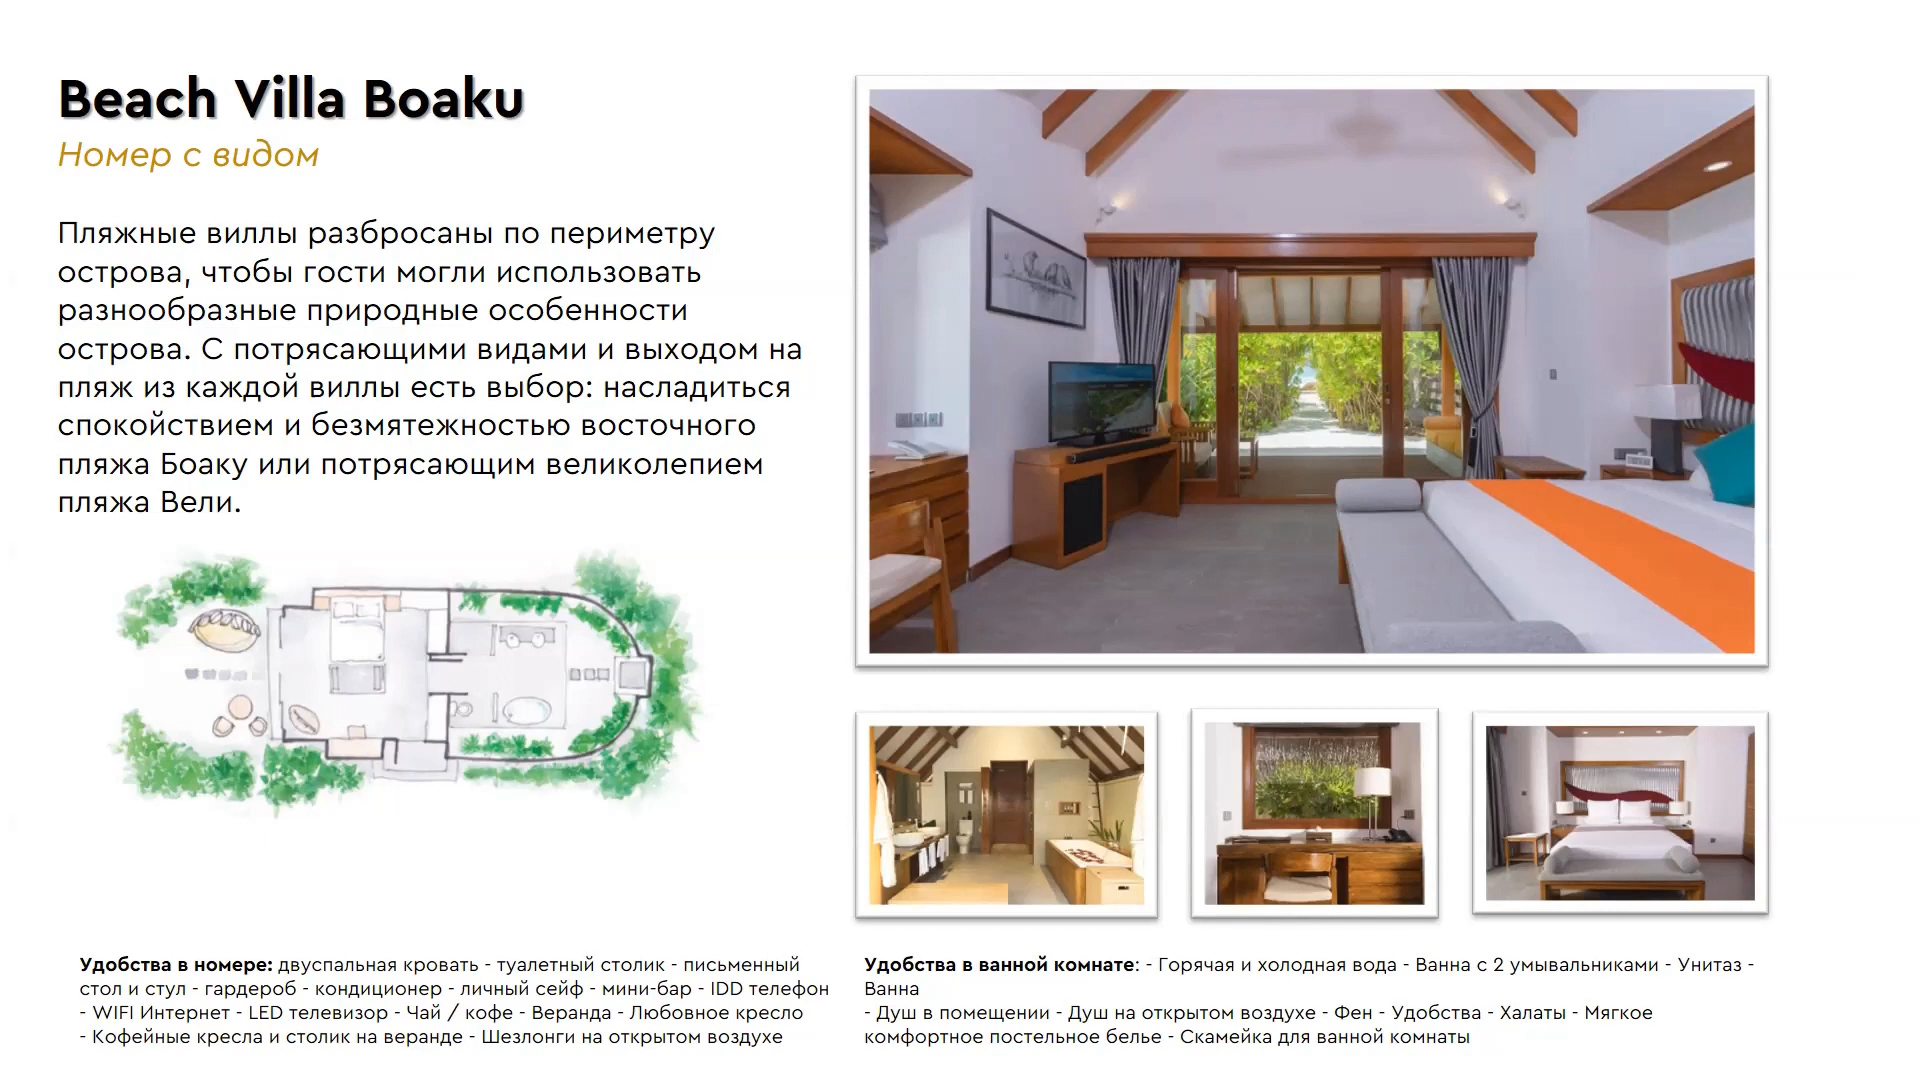 Beach Villa Boaku
Номер с видом
Пляжные виллы разбросаны по периметру
острова, чтобы гости могли использовать
разнообразные природные особенности
острова. С потрясающими видами и выходом на
пляж из каждой виллы есть выбор: насладиться
спокойствием и безмятежностью восточного
пляжа Боаку или потрясающим великолепием
пляжа Вели.
Удобства в номере: двуспальная кровать - туалетный столик - письменный
стол и стул - гардероб - кондиционер - личный сейф - мини-бар - IDD телефон
- WIFI Интернет - LED телевизор - Чай / кофе - Веранда - Любовное кресло
- Кофейные кресла и столик на веранде - Шезлонги на открытом воздухе
Удобства в ванной комнате: - Горячая и холодная вода - Ванна с 2 умывальниками - Унитаз -
Ванна
- Душ в помещении - Душ на открытом воздухе - Фен - Удобства - Халаты - Мягкое
комфортное постельное белье - Скамейка для ванной комнаты